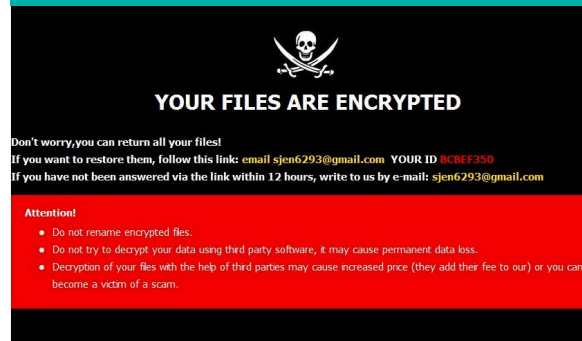 YOUR FILES ARE ENCRYPTED
Don't worry,you can return all your files!
If you want to restore them, follow this link: email sjen6293@gmail.com YOUR ID BCBEF350
If you have not been answered via the link within 12 hours, write to us by e-mail: sjen6293@gmail.com
Attention!
● Do not rename encrypted files.
● Do not try to decrypt your data using third party software, it may cause permanent data loss.
● Decryption of your files with the help of third parties may cause increased price (they add their fee to our) or you can
become a victim of a scam.